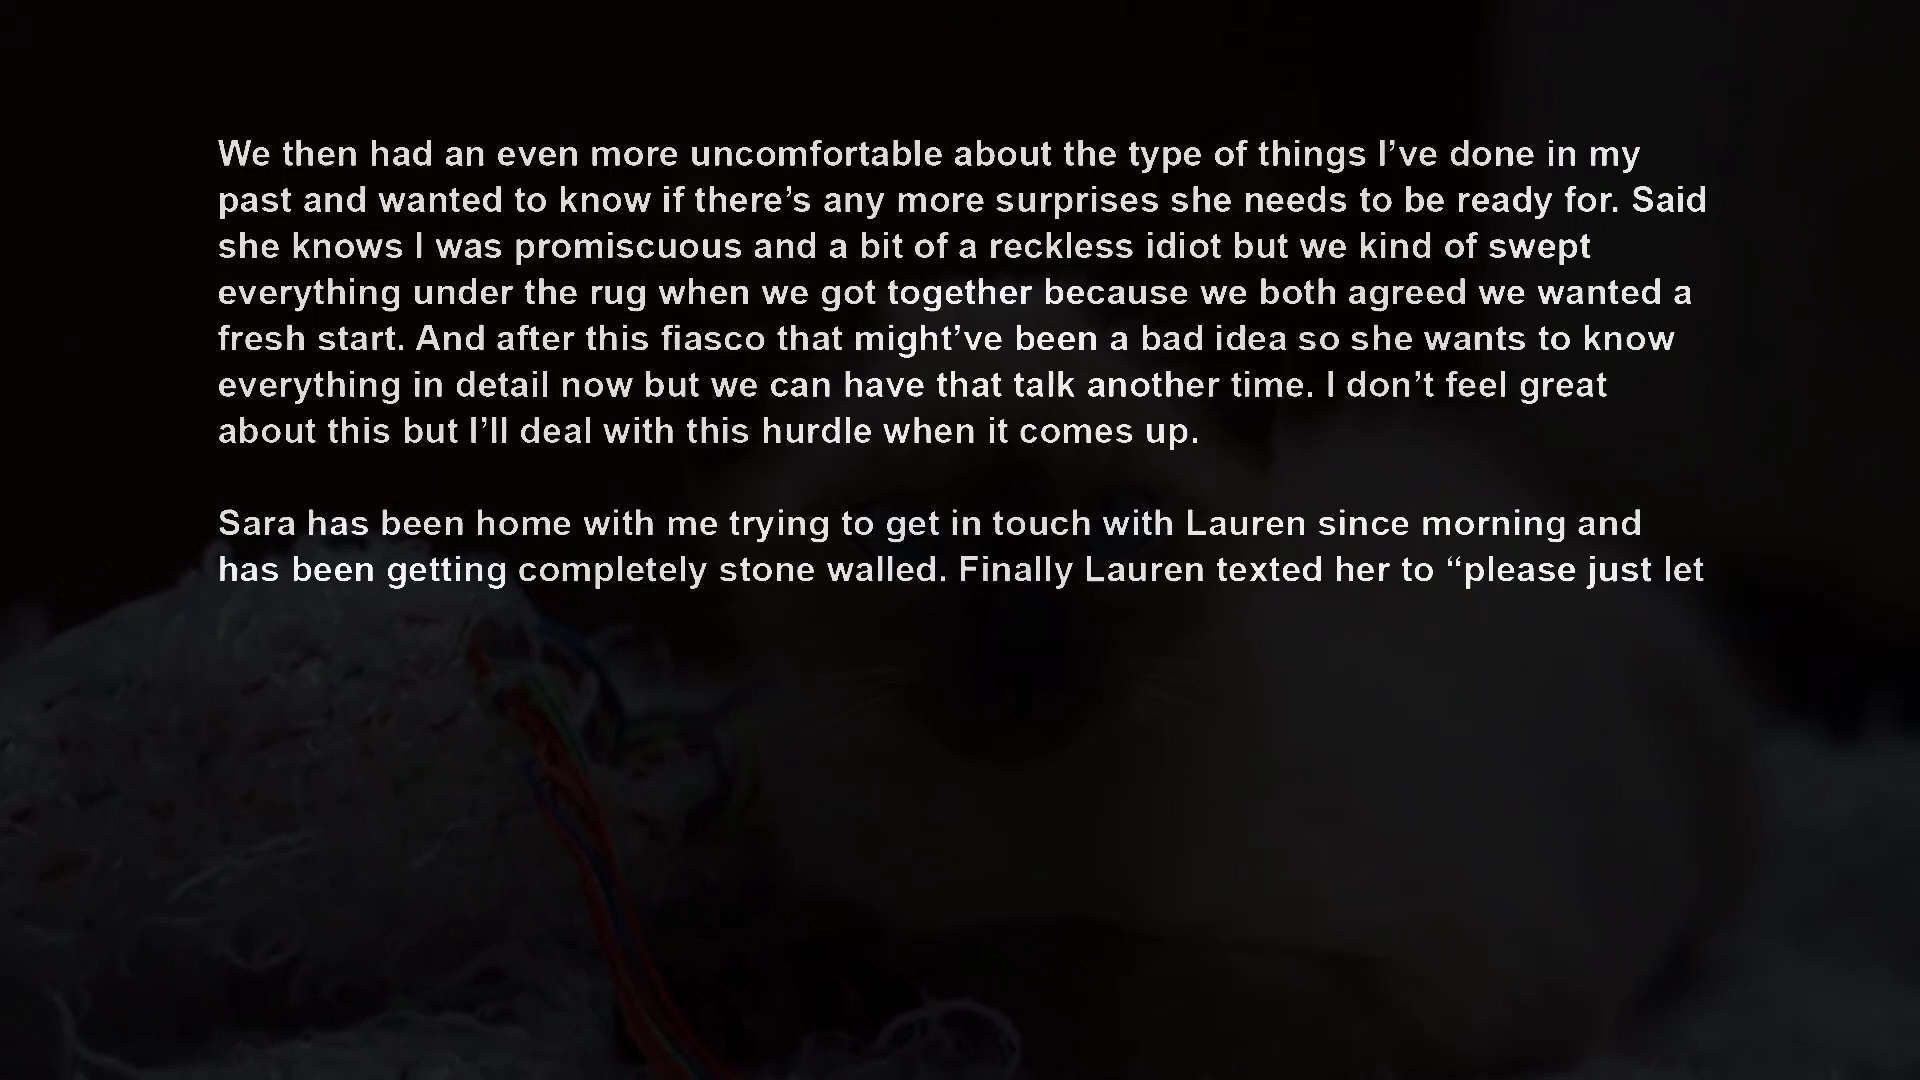 We then had an even more uncomfortable about the type of things I’ve done in my
past and wanted to know if there’s any more surprises she needs to be ready for. Said
she knows I was promiscuous and a bit of a reckless idiot but we kind of swept
everything under the rug when we got together because we both agreed we wanted a
fresh start. And after this fiasco that might’ve been a bad idea so she wants to know
everything in detail now but we can have that talk another time. I don’t feel great
about this but I’ll deal with this hurdle when it comes up.
Sara has been home with me trying to get in touch with Lauren since morning and
has been getting completely stone walled. Finally Lauren texted her to “please just let